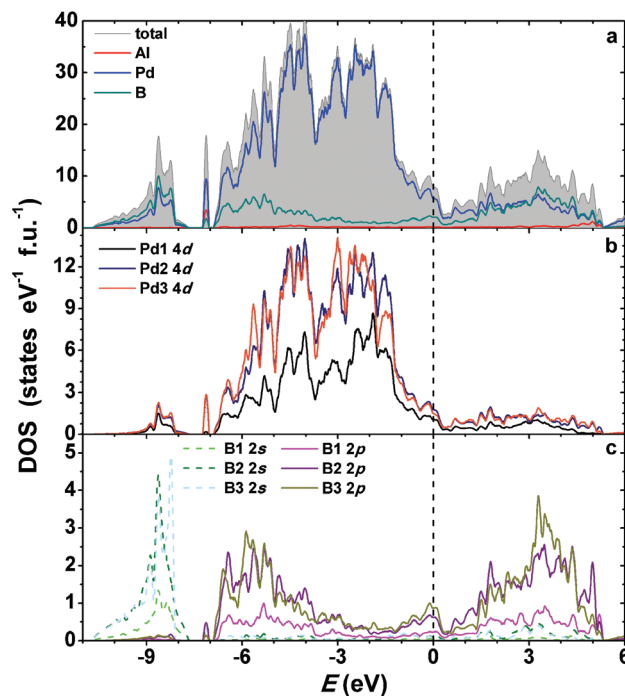 40
30
20
10
0
total
Al
Pd
B
a
12
9
6
3
0
Pd1 4d
Pd2 4d
Pd3 4d
b
5
4
3
2
1
0
B1 2s
B2 2s
B3 2s
B1 2p
B2 2p
B3 2p
c
-9 -6 -3 0 3 6
E (eV)
DOS (states eV-1 f.u.-1)